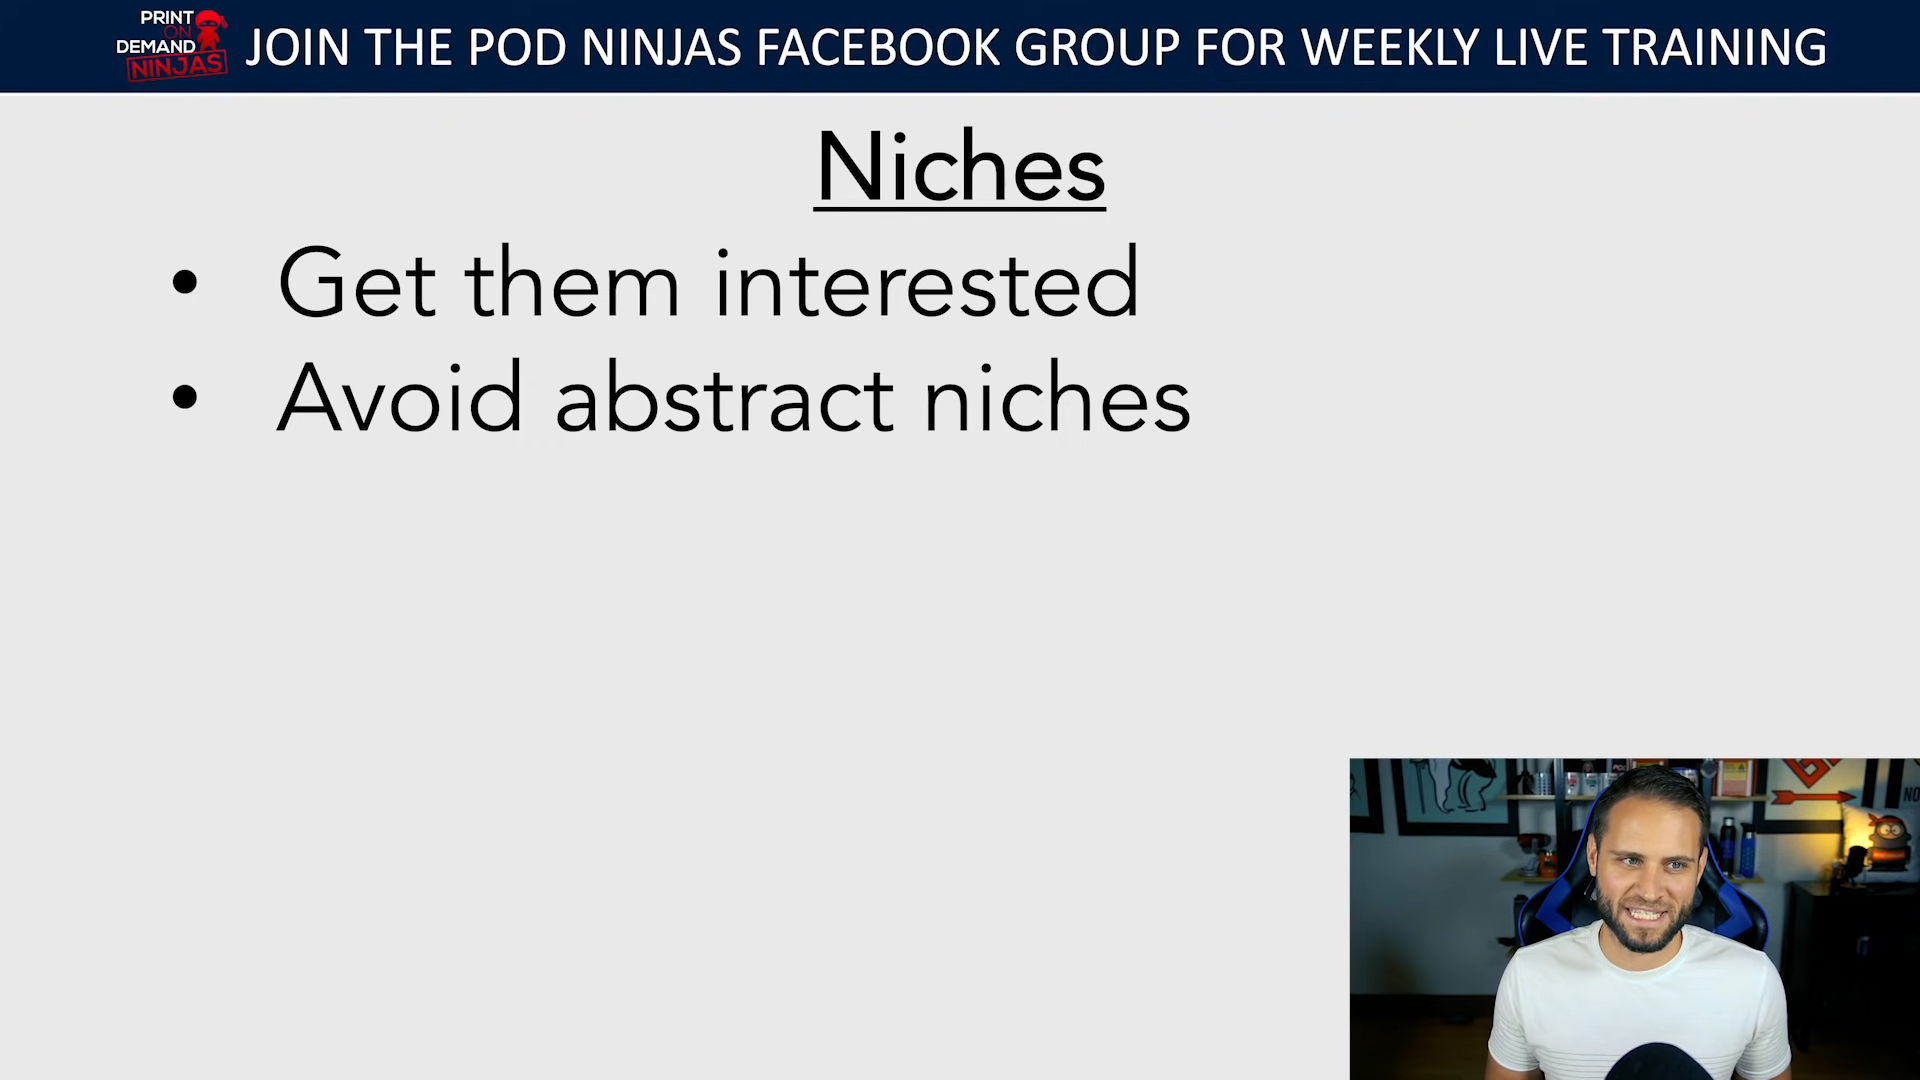 PRINT
ON
DEMAND
NINJAS
JOIN THE POD NINJAS FACEBOOK GROUP FOR WEEKLY LIVE TRAINING
Niches
• Get them interested
• Avoid abstract niches
NO